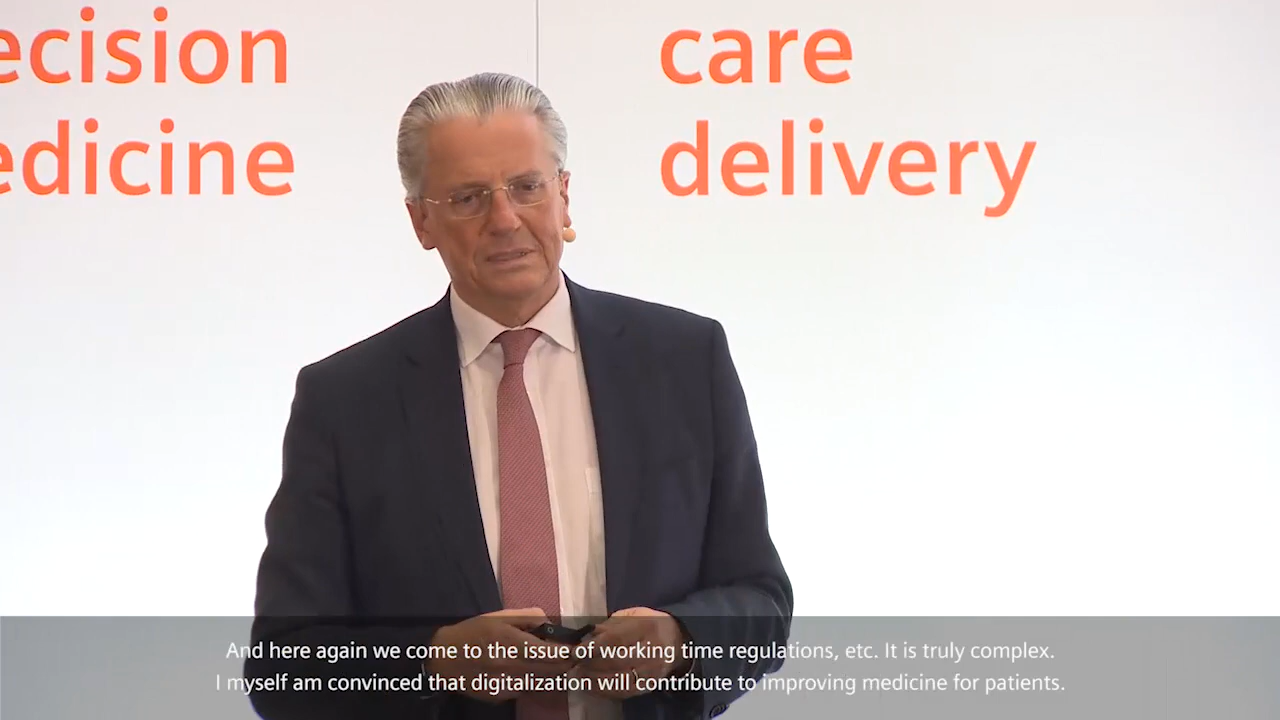 ecision
edicine
care
delivery
And here again we come to the issue of working time regulations, etc. It is truly complex.
I myself am convinced that digitalization will contribute to improving medicine for patients.